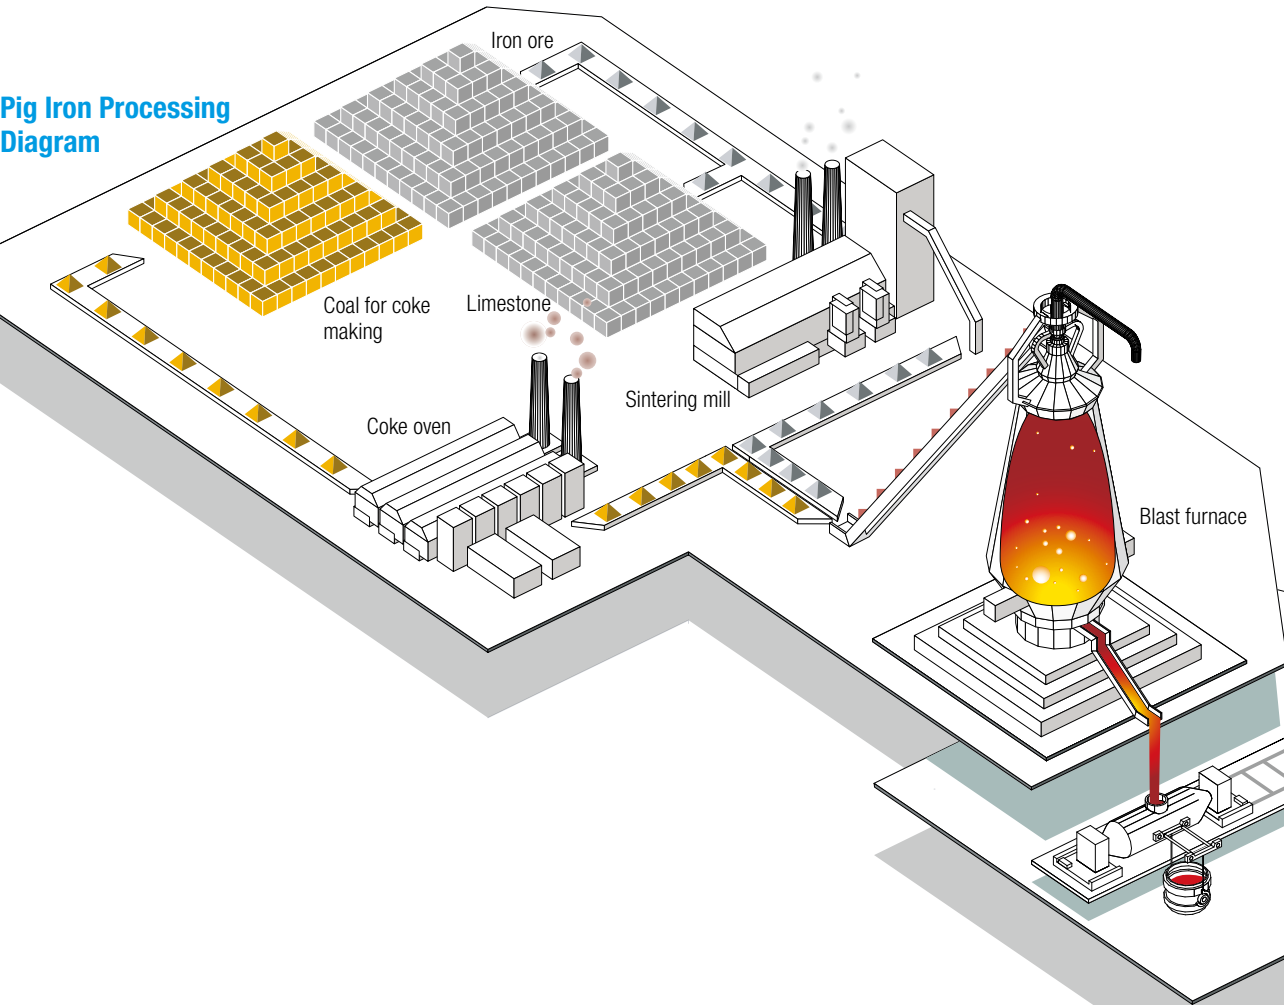 Pig Iron Processing
Diagram
Iron ore
Coal for coke
making
Limestone
Sintering mill
Coke oven
Blast furnace